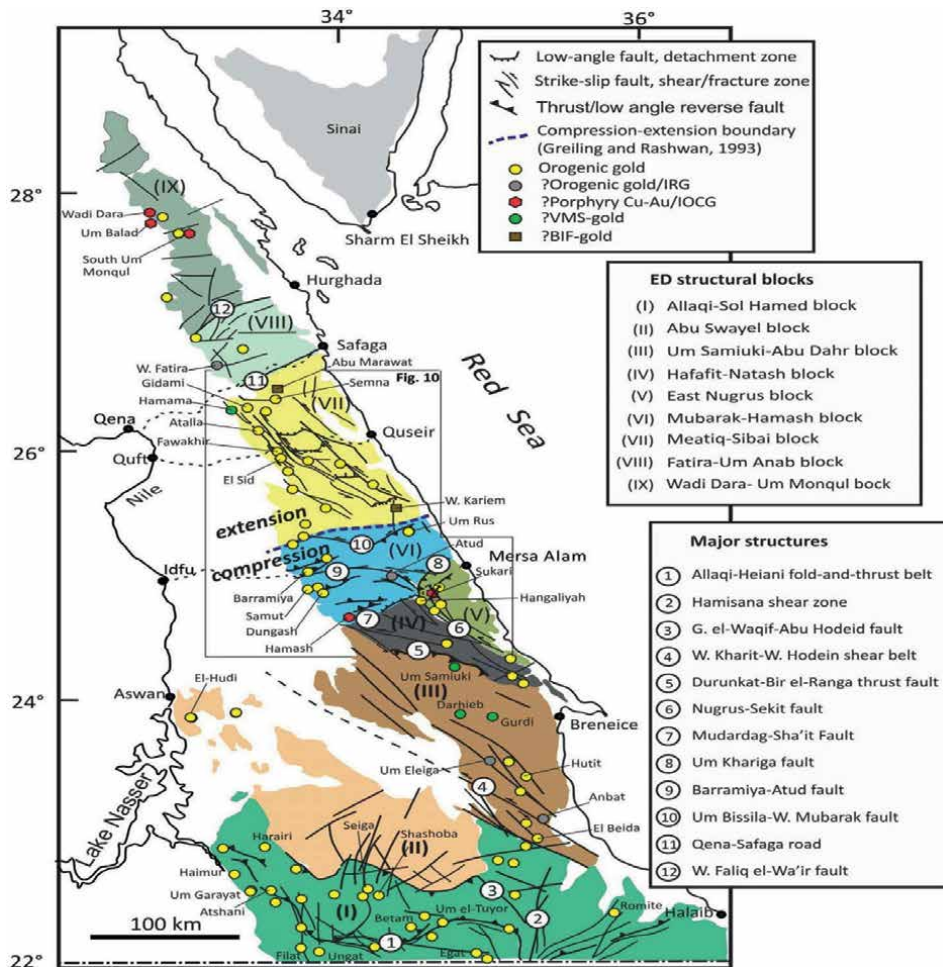 34°
36°
28°
26°
24°
22°
Low-angle fault, detachment zone
Strike-slip fault, shear/fracture zone
Thrust/low angle reverse fault
Compression-extension boundary
(Greiling and Rashwan, 1993)
Orogenic gold
?Orogenic gold/IRG
?Porphyry Cu-Au/IOCG
?VMS-gold
?BIF-gold
ED structural blocks
(I) Allaqi-Sol Hamed block
(II) Abu Swayel block
(III) Um Samiuki-Abu Dahr block
(IV) Hafafit-Natash block
(V) East Nugrus block
(VI) Mubarak-Hamash block
(VII) Meatiq-Sibai block
(VIII) Fatira-Um Anab block
(IX) Wadi Dara- Um Monqul bock
Major structures
1 Allaqi-Heiani fold-and-thrust belt
2 Hamisana shear zone
3 G. el-Waqif-Abu Hodeid fault
4 W. Kharit-W. Hodein shear belt
5 Durunkat-Bir el-Ranga thrust fault
6 Nugrus-Sekit fault
7 Mudardag-Sha'it Fault
8 Um Khariga fault
9 Barramiya-Atud fault
10 Um Bissila-W. Mubarak fault
11 Qena-Safaga road
12 W. Faliq el-Wa'ir fault
Sinai
(IX)
Wadi Dara
Um Balad
South Um
Monqul
Sharm El Sheikh
Hurghada
12
(VIII)
Safaga
W. Fatira
11
Abu Marawat
Gidami
Semna
Fig. 10
Hamama
(VII)
Red Sea
Qena
Atalla
Quseir
Fawakhir
Quft
El Sid
Nile
W. Kariem
extension
Um Rus
compression
10
(VI)
Atud
Mersa Alam
Idfu
9
8
Sukari
Barramiya
Hangaliyah
Samut
(V)
Dungash
7
(IV)
6
Hamash
5
Um Samiuki
El-Hudi
(III)
Aswan
Darhieb
Gurdi
Breneice
Um Eleiga
Hutit
4
Anbat
Lake Nasser
El Beida
Seiga
Harairi
Shashoba
(II)
Haimur
3
Um Garayat
Atshani
(I)
Um el-Tuyor
2
Romite
Halaib
Betam
100 km
1
Filat
Ungat
Egat